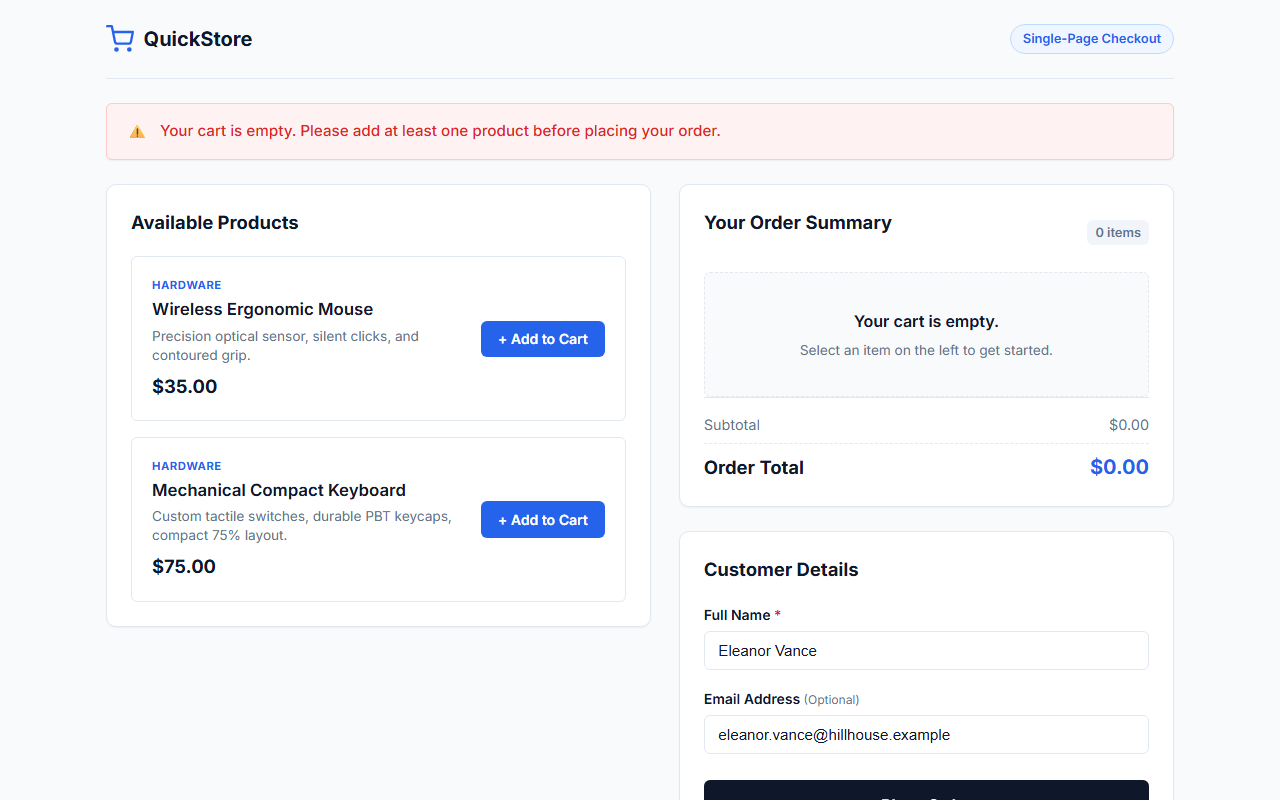 QuickStore
Single-Page Checkout
Your cart is empty. Please add at least one product before placing your order.
Available Products
HARDWARE
Wireless Ergonomic Mouse
Precision optical sensor, silent clicks, and
contoured grip.
$35.00
+ Add to Cart
HARDWARE
Mechanical Compact Keyboard
Custom tactile switches, durable PBT keycaps,
compact 75% layout.
$75.00
+ Add to Cart
Your Order Summary
0 items
Your cart is empty.
Select an item on the left to get started.
Subtotal
$0.00
Order Total
$0.00
Customer Details
Full Name *
Eleanor Vance
Email Address (Optional)
eleanor.vance@hillhouse.example